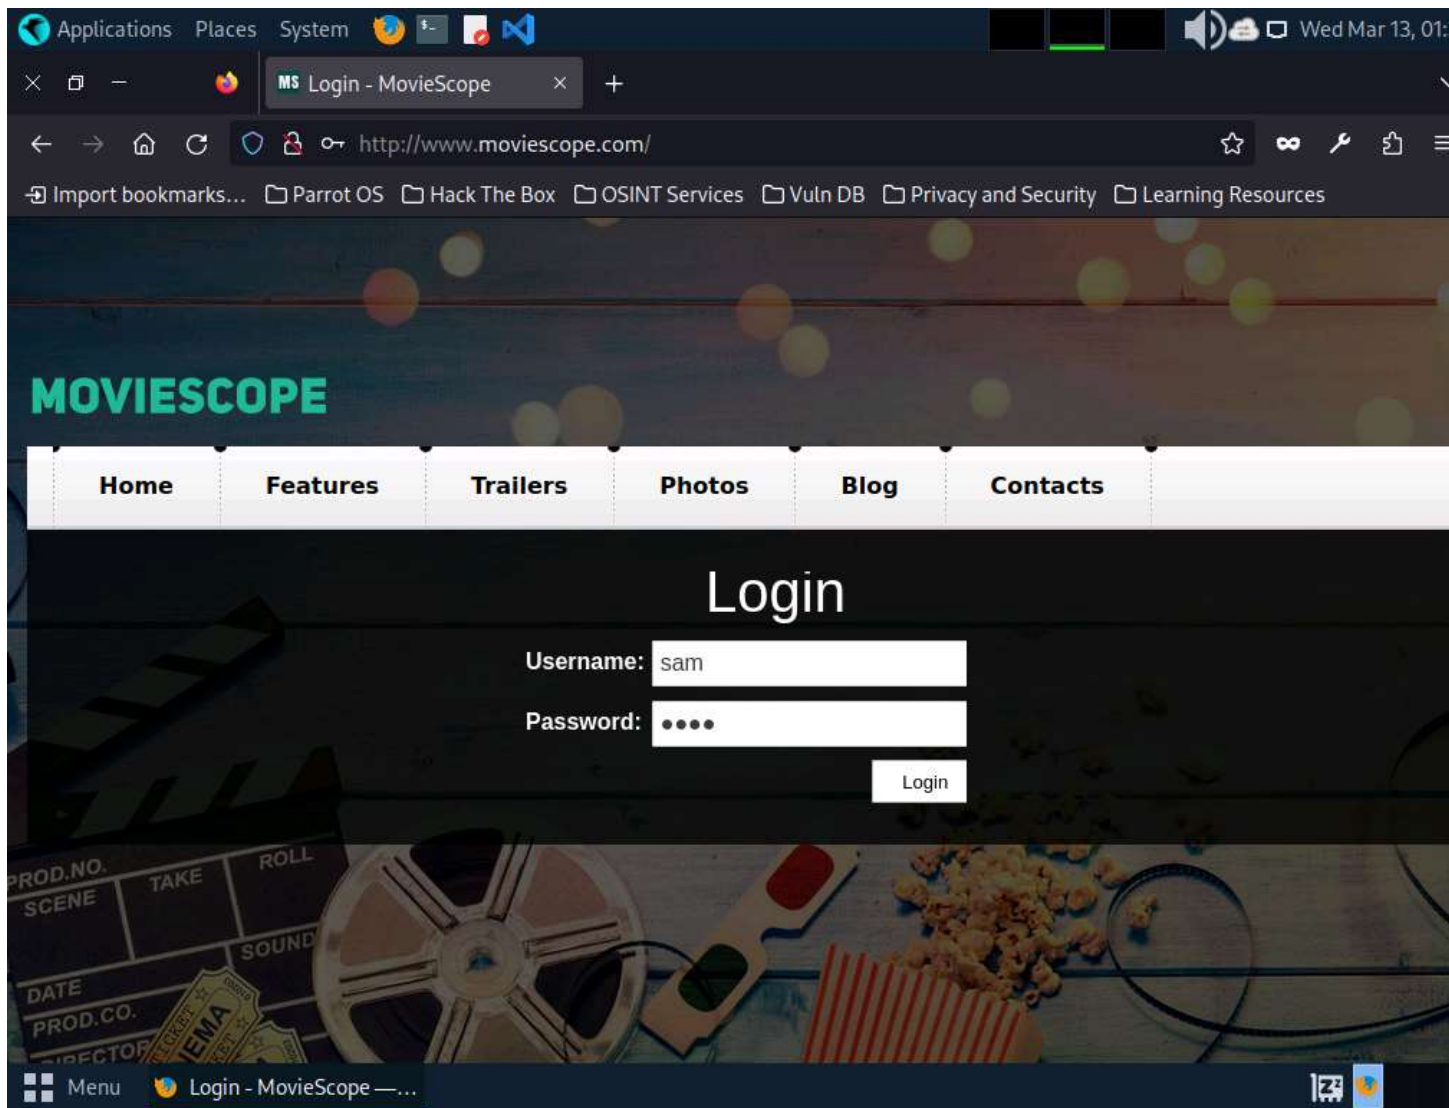 Applications Places System Wed Mar 13, 01:
MS Login - MovieScope
http://www.moviescope.com/
Import bookmarks... Parrot OS Hack The Box OSINT Services Vuln DB Privacy and Security Learning Resources
MOVIESCOPE
Home Features Trailers Photos Blog Contacts
Login
Username: sam
Password: ●●●●
Login
PROD.NO.
SCENE TAKE ROLL
SOUND
DATE
PROD.CO.
DIRECTOR
TICKET
Menu Login - MovieScope —...